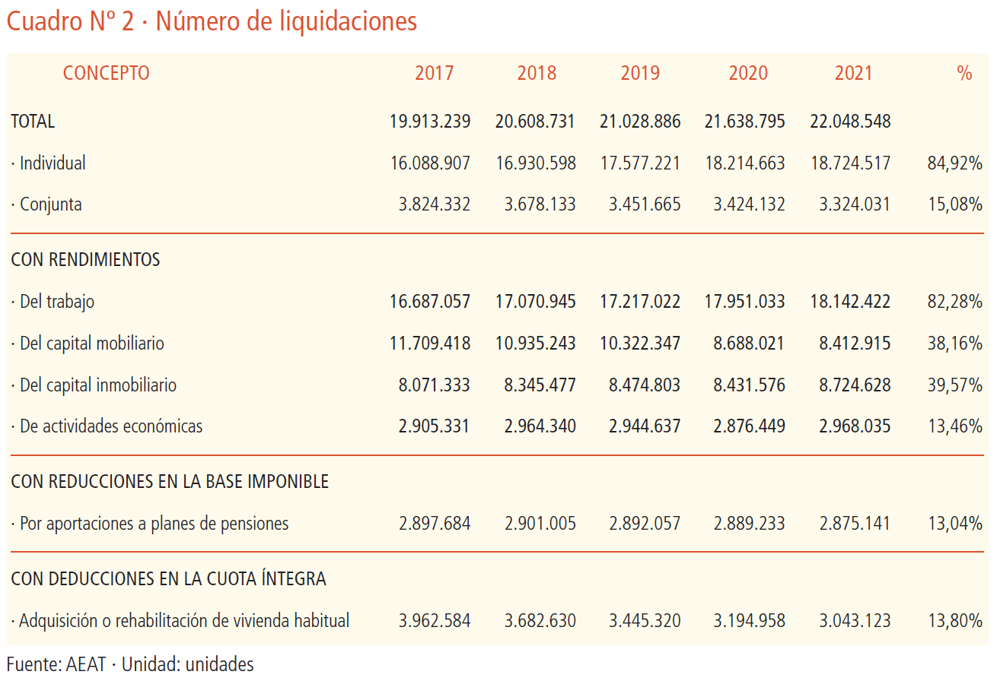 Cuadro Nº 2 · Número de liquidaciones
CONCEPTO 2017 2018 2019 2020 2021 %
TOTAL 19.913.239 20.608.731 21.028.886 21.638.795 22.048.548
· Individual 16.088.907 16.930.598 17.577.221 18.214.663 18.724.517 84,92%
· Conjunta 3.824.332 3.678.133 3.451.665 3.424.132 3.324.031 15,08%
CON RENDIMIENTOS
· Del trabajo 16.687.057 17.070.945 17.217.022 17.951.033 18.142.422 82,28%
· Del capital mobiliario 11.709.418 10.935.243 10.322.347 8.688.021 8.412.915 38,16%
· Del capital inmobiliario 8.071.333 8.345.477 8.474.803 8.431.576 8.724.628 39,57%
· De actividades económicas 2.905.331 2.964.340 2.944.637 2.876.449 2.968.035 13,46%
CON REDUCCIONES EN LA BASE IMPONIBLE
· Por aportaciones a planes de pensiones 2.897.684 2.901.005 2.892.057 2.889.233 2.875.141 13,04%
CON DEDUCCIONES EN LA CUOTA ÍNTEGRA
· Adquisición o rehabilitación de vivienda habitual 3.962.584 3.682.630 3.445.320 3.194.958 3.043.123 13,80%
Fuente: AEAT · Unidad: unidades